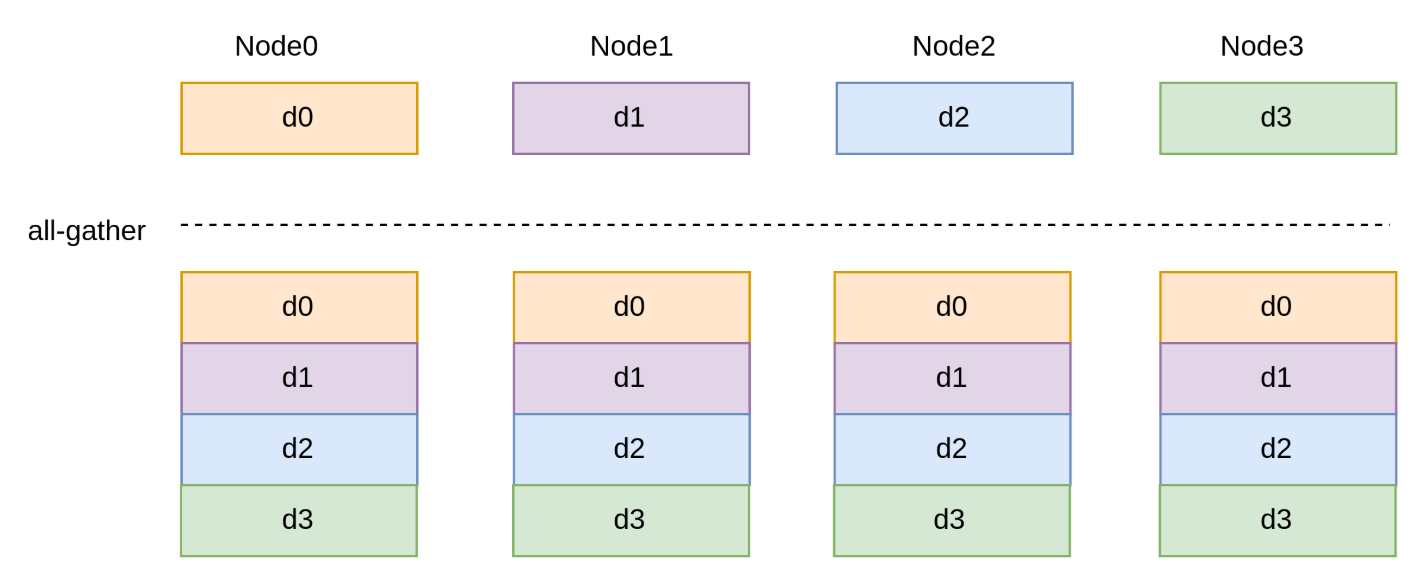 Node0 Node1 Node2 Node3
d0 d1 d2 d3
all-gather
d0 d0 d0 d0
d1 d1 d1 d1
d2 d2 d2 d2
d3 d3 d3 d3